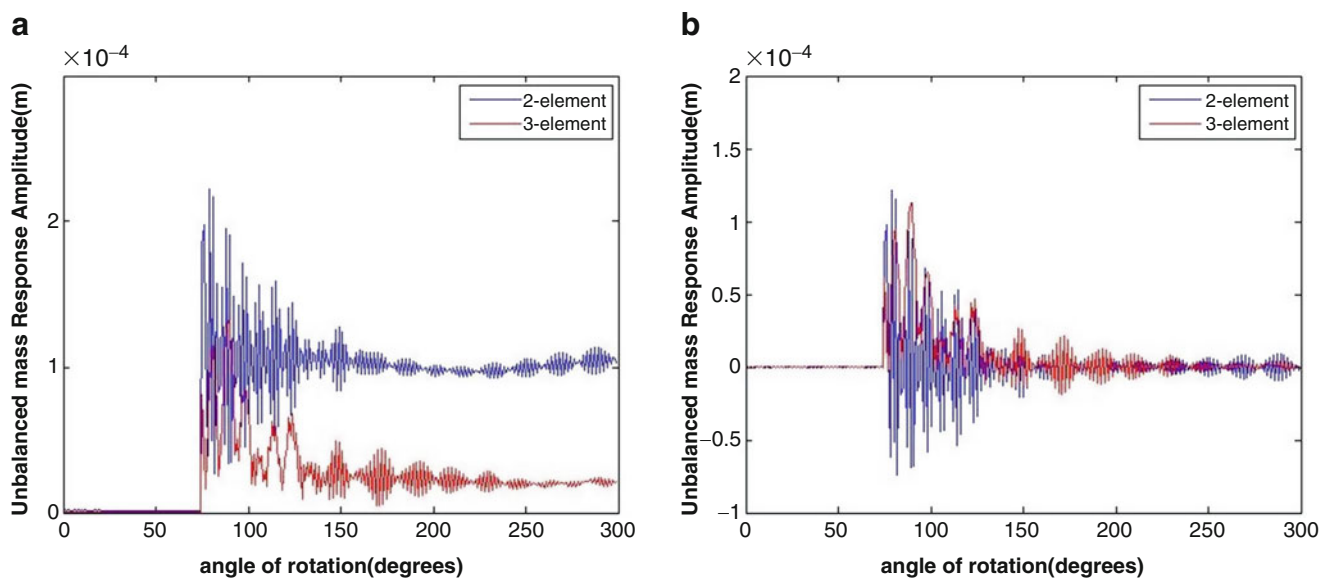 a
×10−4
Unbalanced mass Response Amplitude(m)
2-element
3-element
2
1
0
0 50 100 150 200 250 300
angle of rotation(degrees)
b
×10−4
Unbalanced mass Response Amplitude(m)
2-element
3-element
2
1.5
1
0.5
0
−0.5
−1
0 50 100 150 200 250 300
angle of rotation(degrees)